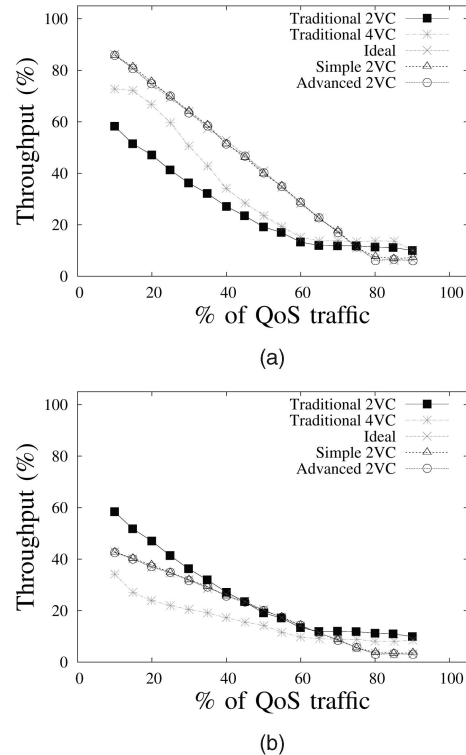 Traditional 2VC
Traditional 4VC
Ideal
Simple 2VC
Advanced 2VC
100
80
60
40
20
0
Throughput (%)
0 20 40 60 80 100
% of QoS traffic
(a)
Traditional 2VC
Traditional 4VC
Ideal
Simple 2VC
Advanced 2VC
100
80
60
40
20
0
Throughput (%)
0 20 40 60 80 100
% of QoS traffic
(b)